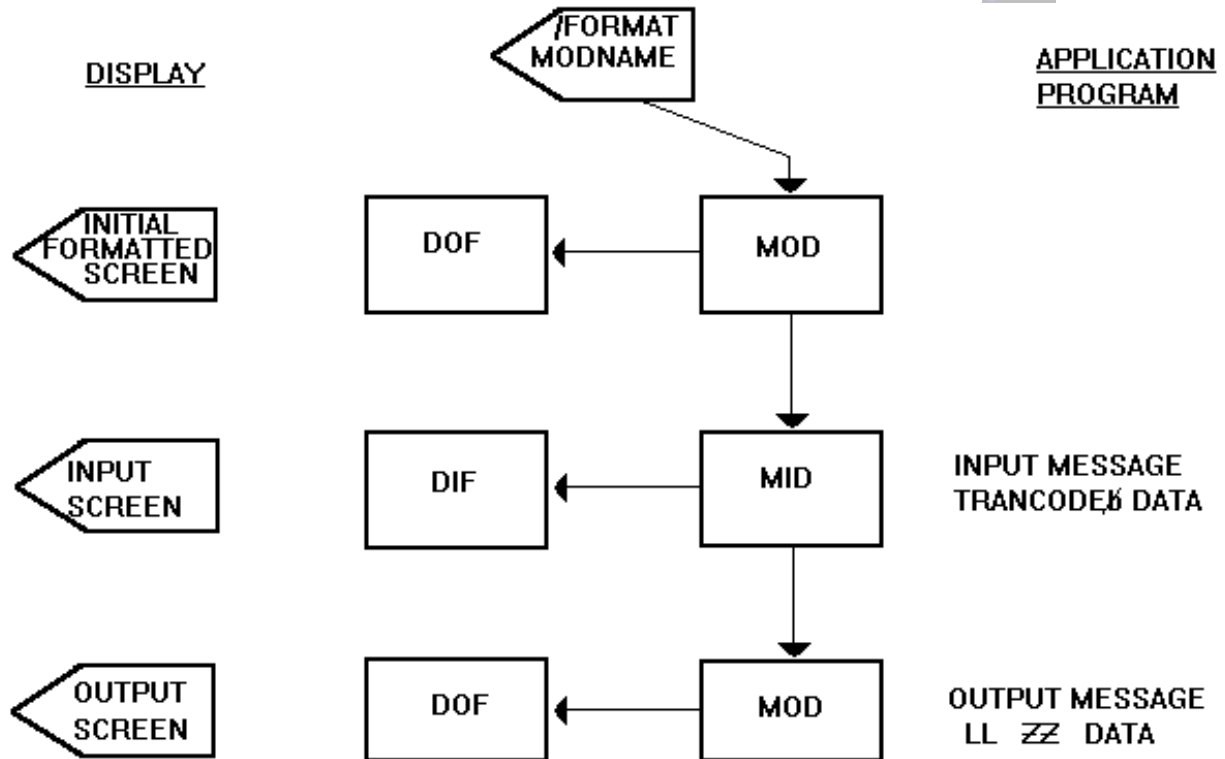 /FORMAT
MODNAME
DISPLAY
APPLICATION
PROGRAM
INITIAL
FORMATTED
SCREEN
DOF
MOD
INPUT
SCREEN
DIF
MID
INPUT MESSAGE
TRANCODE,b̸ DATA
OUTPUT
SCREEN
DOF
MOD
OUTPUT MESSAGE
LL ZZ DATA